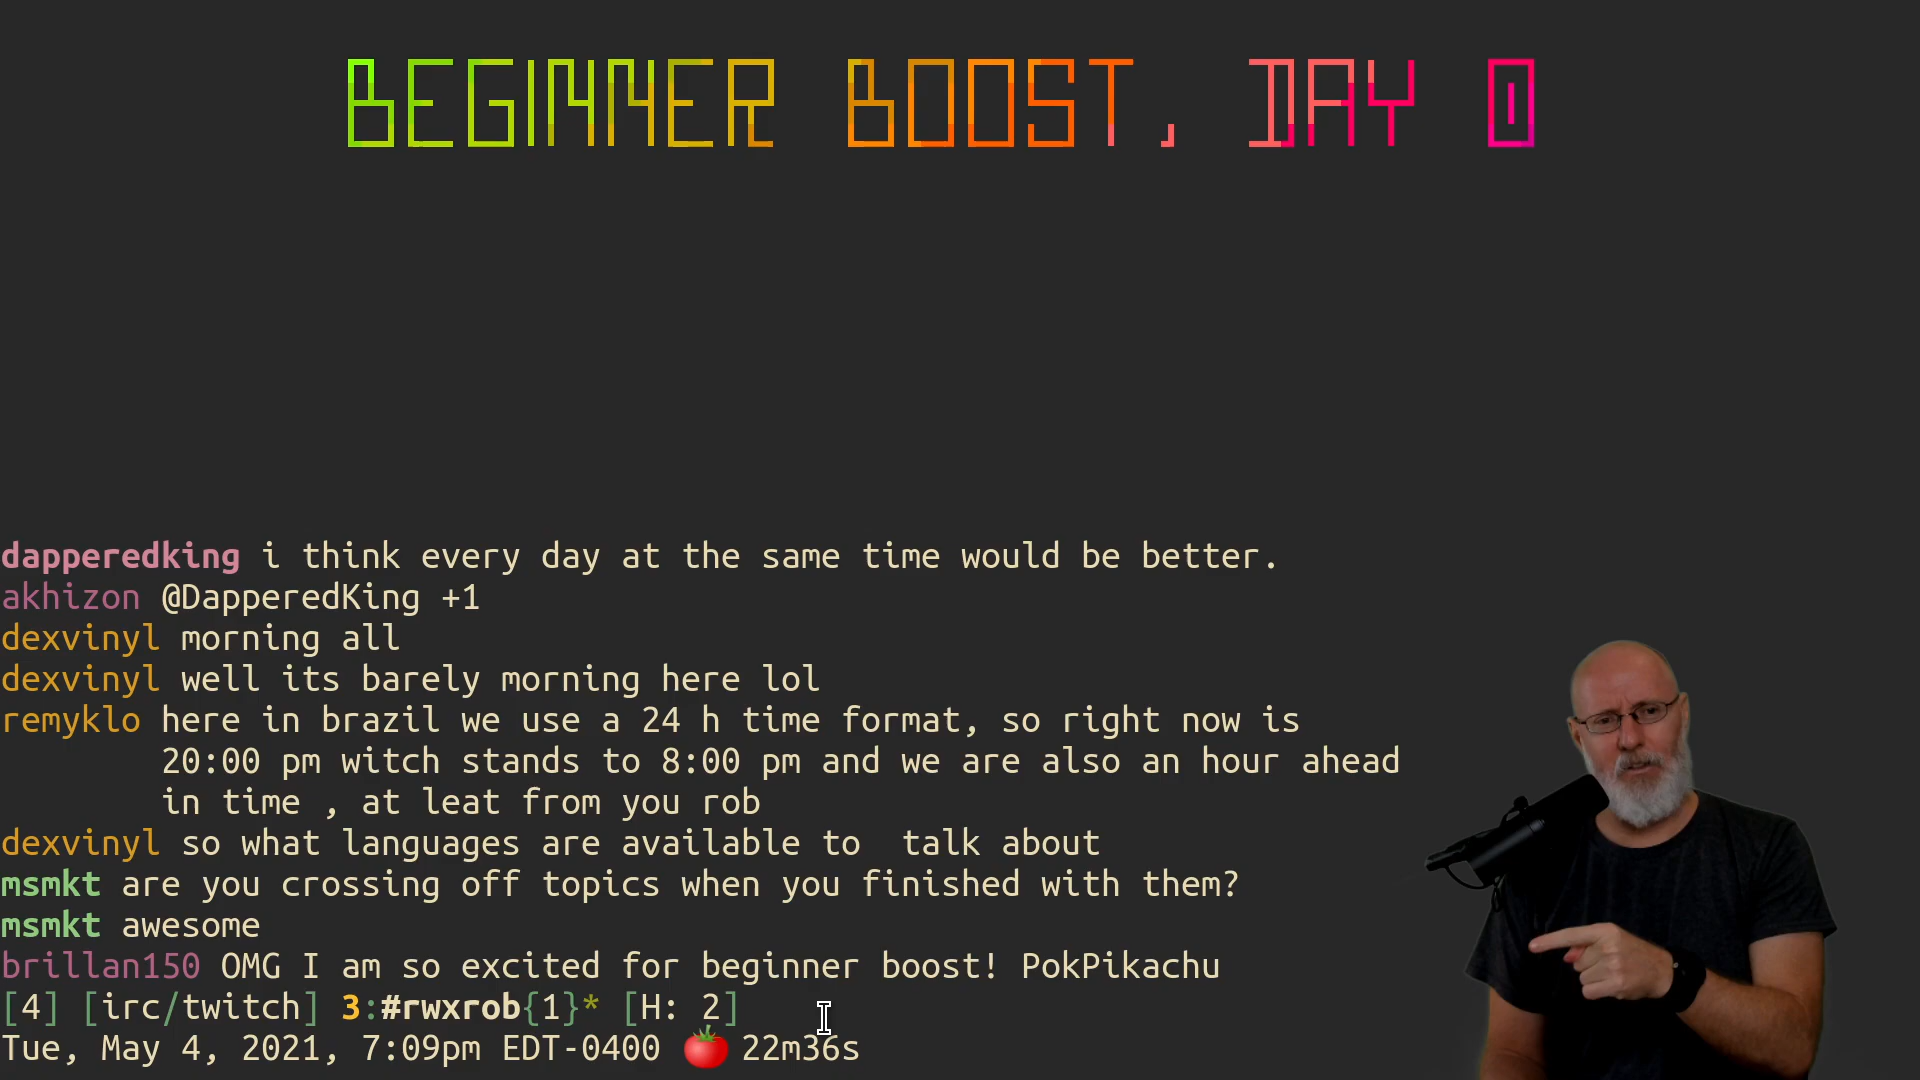 BEGINNER BOOST, DAY 0
dapperedking i think every day at the same time would be better.
akhizon @DapperedKing +1
dexvinyl morning all
dexvinyl well its barely morning here lol
remyklo here in brazil we use a 24 h time format, so right now is
20:00 pm witch stands to 8:00 pm and we are also an hour ahead
in time , at leat from you rob
dexvinyl so what languages are available to  talk about
msmkt are you crossing off topics when you finished with them?
msmkt awesome
brillan150 OMG I am so excited for beginner boost! PokPikachu
[4] [irc/twitch] 3:#rwxrob{1}* [H: 2]
Tue, May 4, 2021, 7:09pm EDT-0400 🍅 22m36s